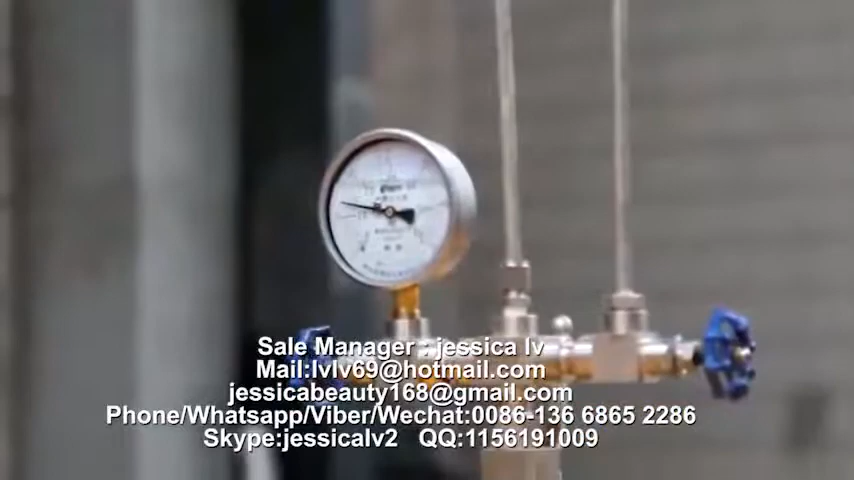 Sale Manager : jessica lv
Mail:lvlv69@hotmail.com
jessicabeauty168@gmail.com
Phone/Whatsapp/Viber/Wechat:0086-136 6865 2286
Skype:jessicalv2 QQ:1156191009